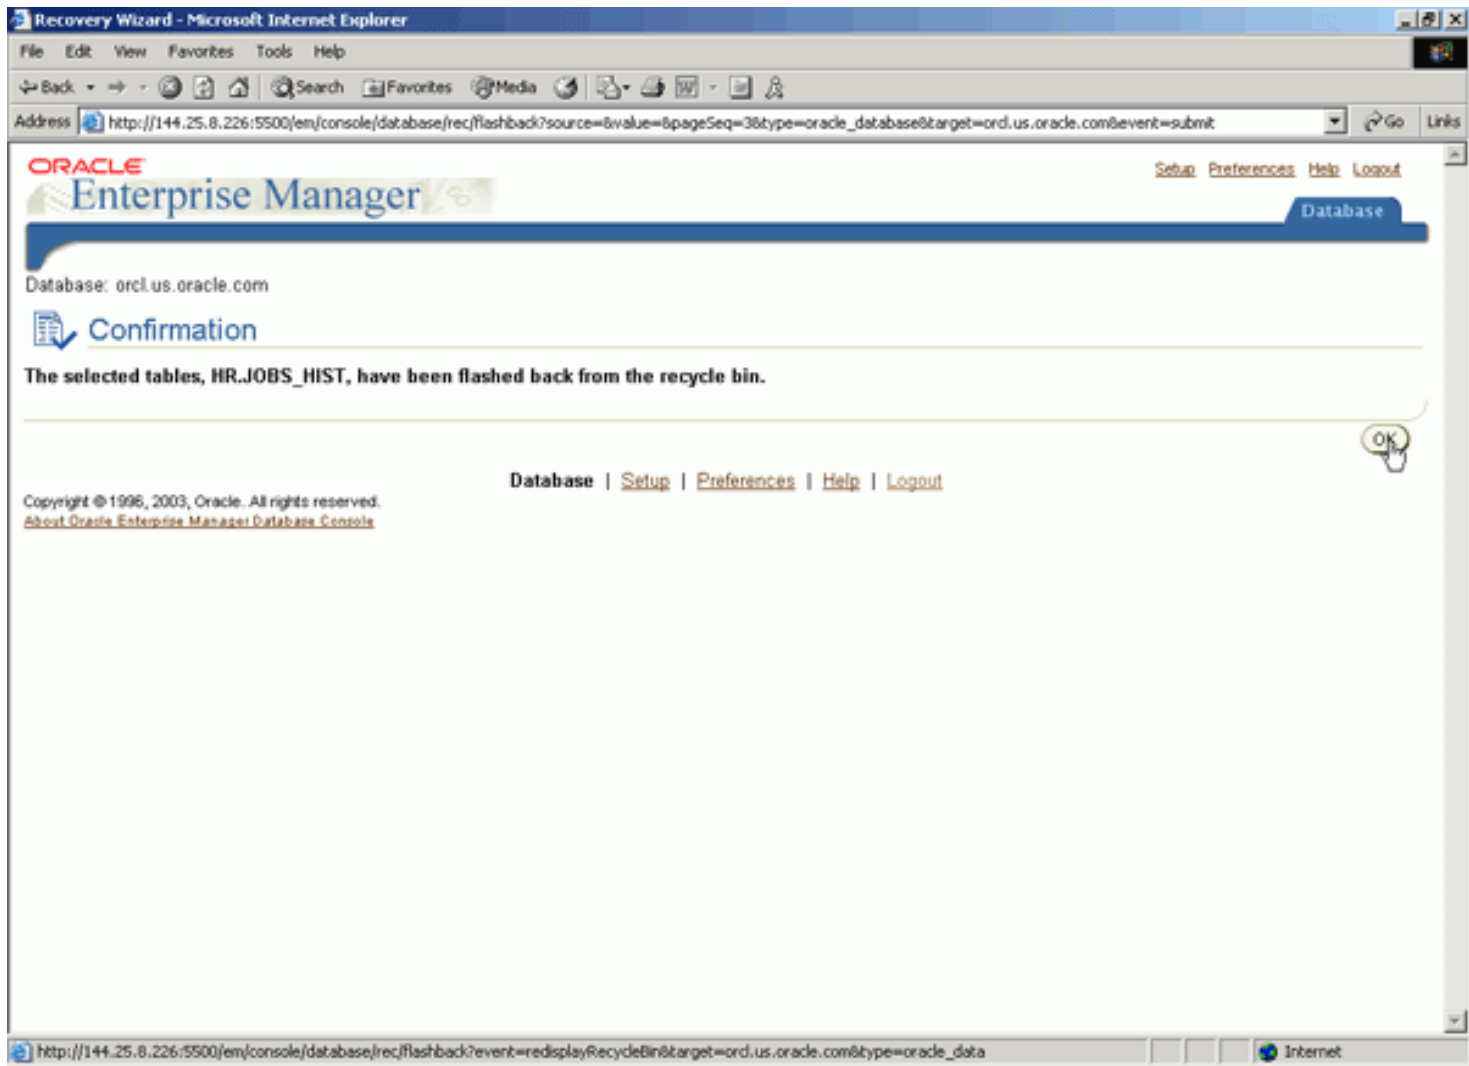 Recovery Wizard - Microsoft Internet Explorer
File Edit View Favorites Tools Help
Back Search Favorites Media
Address http://144.25.8.226:5500/em/console/database/rec/flashback?source=&value=&pageSeq=3&type=oracle_database&target=orcl.us.oracle.com&event=submit Go Links
ORACLE
Enterprise Manager
Setup Preferences Help Logout
Database
Database: orcl.us.oracle.com
Confirmation
The selected tables, HR.JOBS_HIST, have been flashed back from the recycle bin.
OK
Database | Setup | Preferences | Help | Logout
Copyright © 1996, 2003, Oracle. All rights reserved.
About Oracle Enterprise Manager Database Console
http://144.25.8.226:5500/em/console/database/rec/flashback?event=redisplayRecycleBin&target=orcl.us.oracle.com&type=oracle_data Internet